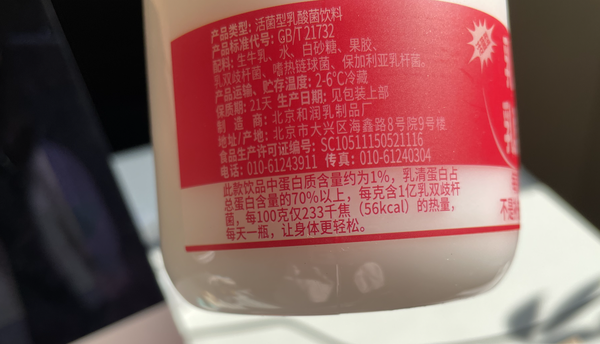 产品类型：活菌型乳酸菌饮料
产品标准代号：GB/T 21732
配料：生牛乳、水、白砂糖、果胶、
乳双歧杆菌、嗜热链球菌、保加利亚乳杆菌。
产品运输、贮存温度：2-6℃冷藏
保质期：21天 生产日期：见包装上部
制 造 商：北京和润乳制品厂
地址/产地：北京市大兴区海鑫路8号院9号楼
食品生产许可证编号：SC10511150521116
电话：010-61243911 传真：010-61240304
此款饮品中蛋白质含量约为1%，乳清蛋白占
总蛋白含量的70%以上，每克含1亿乳双歧杆
菌，每100克仅233千焦（56kcal）的热量，
每天一瓶，让身体更轻松。
不是